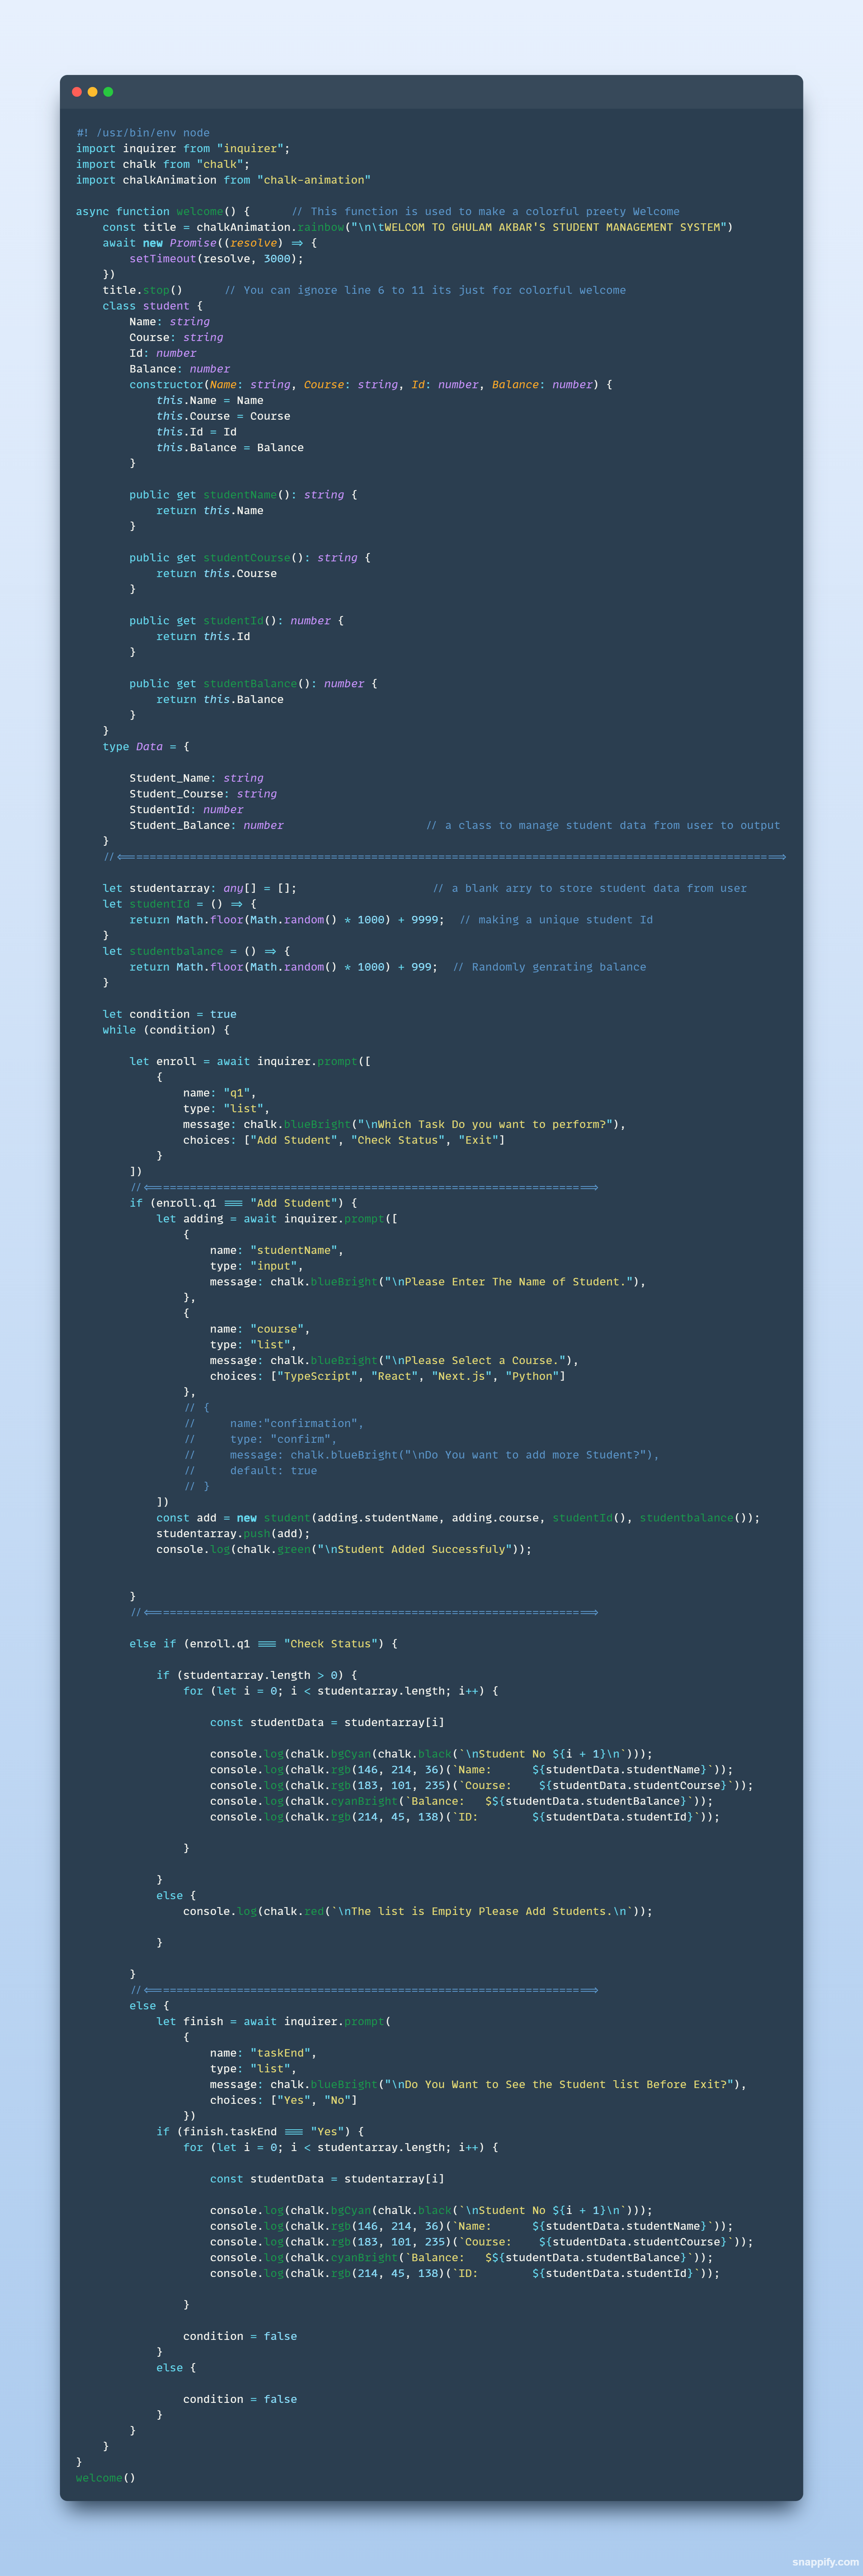 #! /usr/bin/env node
import inquirer from "inquirer";
import chalk from "chalk";
import chalkAnimation from "chalk-animation"

async function welcome() {      // This function is used to make a colorful preety Welcome
    const title = chalkAnimation.rainbow("\n\tWELCOM TO GHULAM AKBAR'S STUDENT MANAGEMENT SYSTEM")
    await new Promise((resolve) => {
        setTimeout(resolve, 3000);
    })
    title.stop()      // You can ignore line 6 to 11 its just for colorful welcome
    class student {
        Name: string
        Course: string
        Id: number
        Balance: number
        constructor(Name: string, Course: string, Id: number, Balance: number) {
            this.Name = Name
            this.Course = Course
            this.Id = Id
            this.Balance = Balance
        }

        public get studentName(): string {
            return this.Name
        }

        public get studentCourse(): string {
            return this.Course
        }

        public get studentId(): number {
            return this.Id
        }

        public get studentBalance(): number {
            return this.Balance
        }
    }
    type Data = {

        Student_Name: string
        Student_Course: string
        StudentId: number
        Student_Balance: number                     // a class to manage student data from user to output
    }
    //<===================================================================================================>

    let studentarray: any[] = [];                    // a blank arry to store student data from user
    let studentId = () => {
        return Math.floor(Math.random() * 1000) + 9999;  // making a unique student Id
    }
    let studentbalance = () => {
        return Math.floor(Math.random() * 1000) + 999;  // Randomly genrating balance
    }

    let condition = true
    while (condition) {

        let enroll = await inquirer.prompt([
            {
                name: "q1",
                type: "list",
                message: chalk.blueBright("\nWhich Task Do you want to perform?"),
                choices: ["Add Student", "Check Status", "Exit"]
            }
        ])
        //<===================================================================>
        if (enroll.q1 === "Add Student") {
            let adding = await inquirer.prompt([
                {
                    name: "studentName",
                    type: "input",
                    message: chalk.blueBright("\nPlease Enter The Name of Student."),
                },
                {
                    name: "course",
                    type: "list",
                    message: chalk.blueBright("\nPlease Select a Course."),
                    choices: ["TypeScript", "React", "Next.js", "Python"]
                },
                // {
                //     name:"confirmation",
                //     type: "confirm",
                //     message: chalk.blueBright("\nDo You want to add more Student?"),
                //     default: true
                // }
            ])
            const add = new student(adding.studentName, adding.course, studentId(), studentbalance());
            studentarray.push(add);
            console.log(chalk.green("\nStudent Added Successfuly"));


        }
        //<===================================================================>

        else if (enroll.q1 === "Check Status") {

            if (studentarray.length > 0) {
                for (let i = 0; i < studentarray.length; i++) {

                    const studentData = studentarray[i]

                    console.log(chalk.bgCyan(chalk.black(`\nStudent No ${i + 1}\n`)));
                    console.log(chalk.rgb(146, 214, 36)(`Name:      ${studentData.studentName}`));
                    console.log(chalk.rgb(183, 101, 235)(`Course:    ${studentData.studentCourse}`));
                    console.log(chalk.cyanBright(`Balance:   $${studentData.studentBalance}`));
                    console.log(chalk.rgb(214, 45, 138)(`ID:        ${studentData.studentId}`));

                }

            }
            else {
                console.log(chalk.red(`\nThe list is Empity Please Add Students.\n`));

            }

        }
        //<===================================================================>
        else {
            let finish = await inquirer.prompt(
                {
                    name: "taskEnd",
                    type: "list",
                    message: chalk.blueBright("\nDo You Want to See the Student list Before Exit?"),
                    choices: ["Yes", "No"]
                })
            if (finish.taskEnd === "Yes") {
                for (let i = 0; i < studentarray.length; i++) {

                    const studentData = studentarray[i]

                    console.log(chalk.bgCyan(chalk.black(`\nStudent No ${i + 1}\n`)));
                    console.log(chalk.rgb(146, 214, 36)(`Name:      ${studentData.studentName}`));
                    console.log(chalk.rgb(183, 101, 235)(`Course:    ${studentData.studentCourse}`));
                    console.log(chalk.cyanBright(`Balance:   $${studentData.studentBalance}`));
                    console.log(chalk.rgb(214, 45, 138)(`ID:        ${studentData.studentId}`));

                }

                condition = false
            }
            else {

                condition = false
            }
        }
    }
}
welcome()
snappify.com